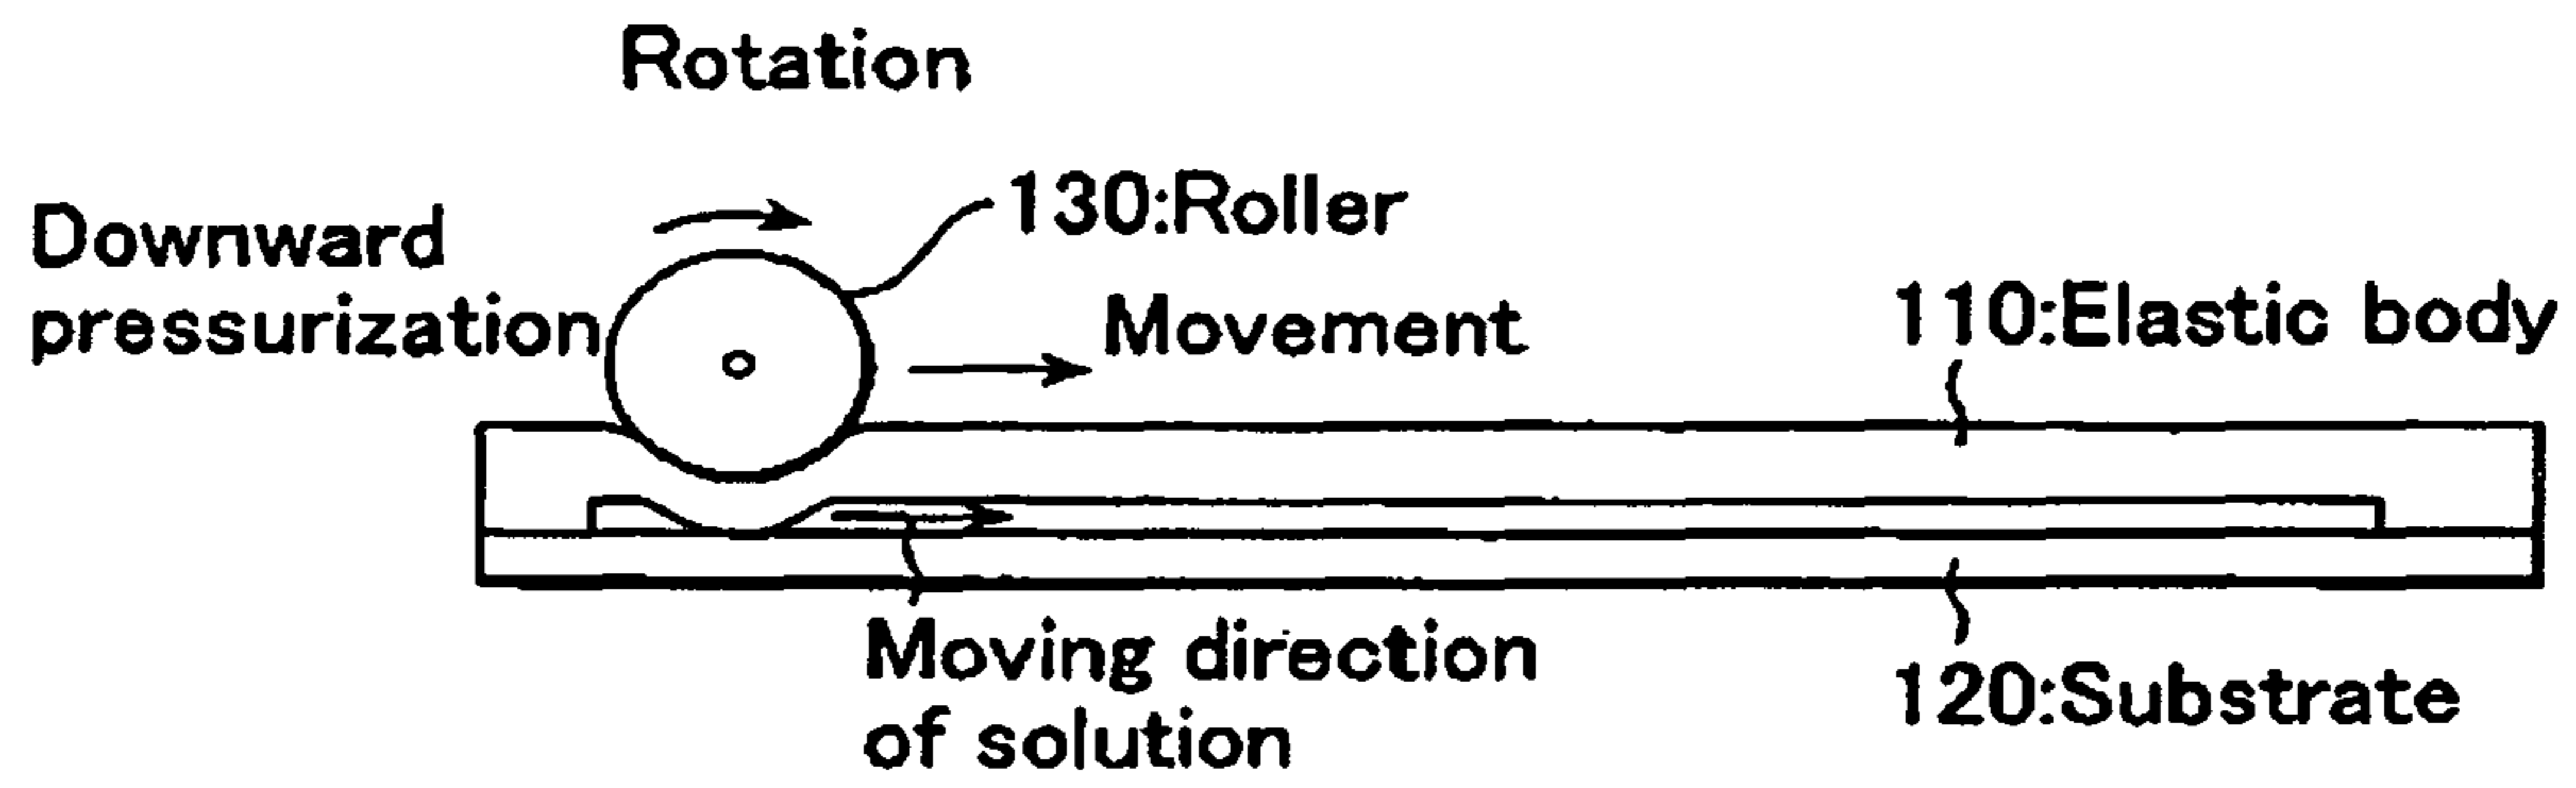 Rotation
130:Roller
Downward
pressurization
Movement
110:Elastic body
Moving direction
of solution
120:Substrate